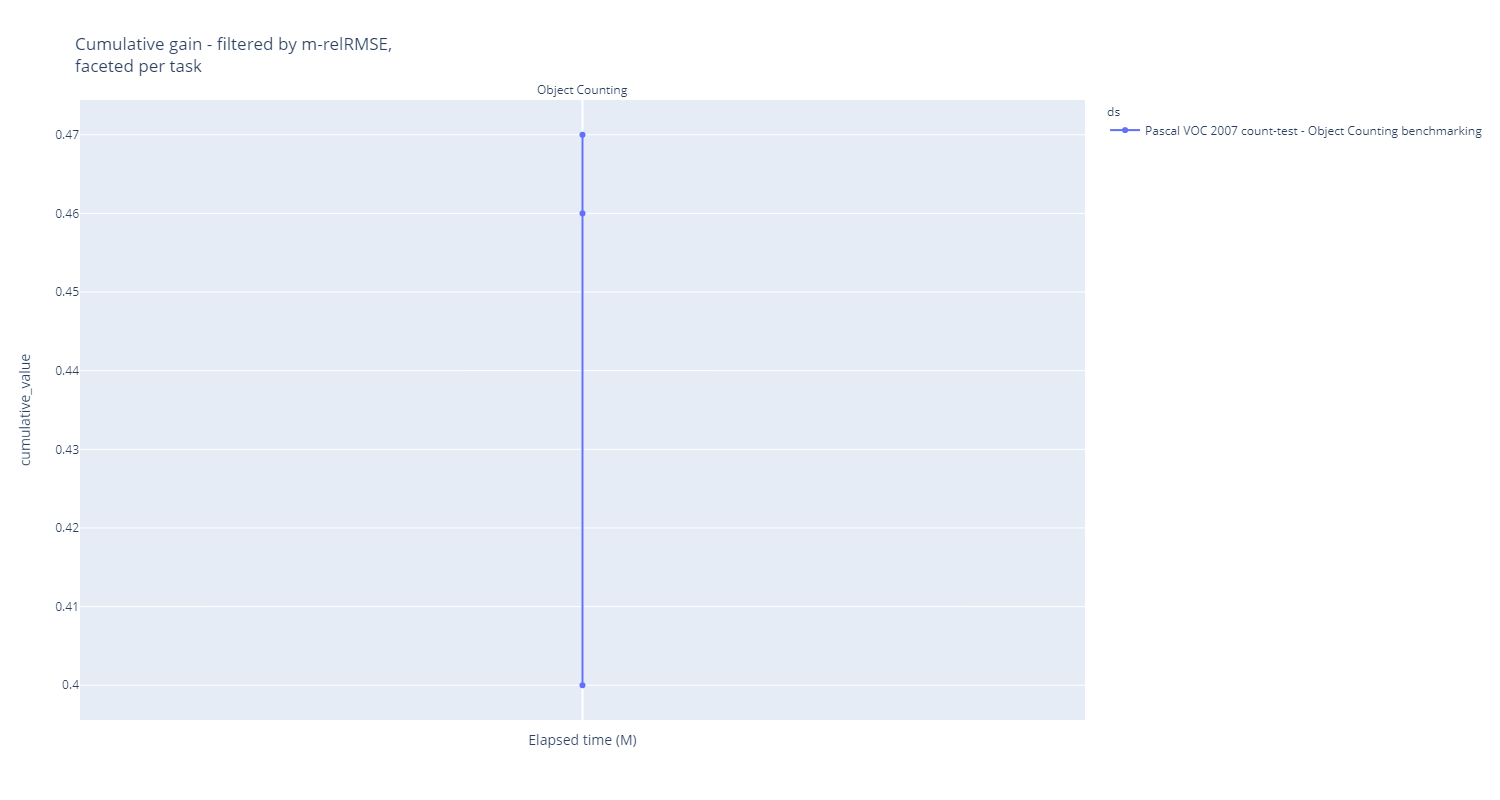 Cumulative gain - filtered by m-relRMSE,
faceted per task
Object Counting
ds
Pascal VOC 2007 count-test - Object Counting benchmarking
0.47
0.46
0.45
0.44
0.43
0.42
0.41
0.4
cumulative_value
Elapsed time (M)